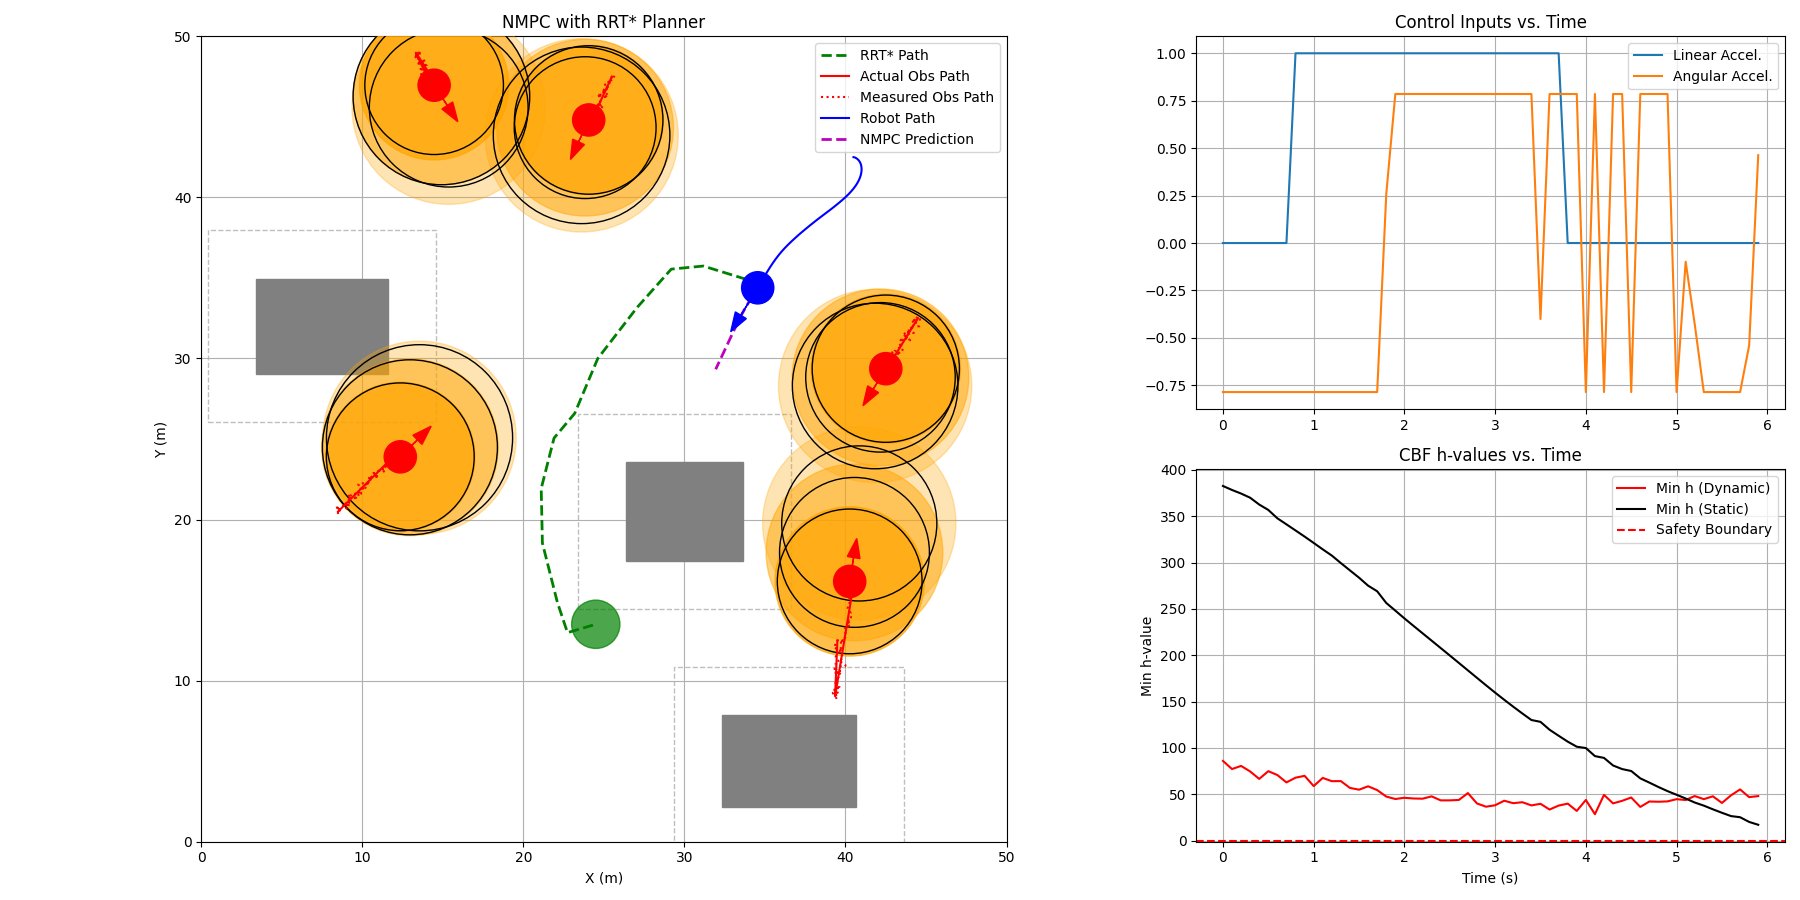 NMPC with RRT* Planner
50
40
30
20
10
0
Y (m)
0 10 20 30 40 50
X (m)
RRT* Path
Actual Obs Path
Measured Obs Path
Robot Path
NMPC Prediction
Control Inputs vs. Time
1.00
0.75
0.50
0.25
0.00
−0.25
−0.50
−0.75
0 1 2 3 4 5 6
Linear Accel.
Angular Accel.
CBF h-values vs. Time
400
350
300
250
200
150
100
50
0
Min h-value
0 1 2 3 4 5 6
Time (s)
Min h (Dynamic)
Min h (Static)
Safety Boundary